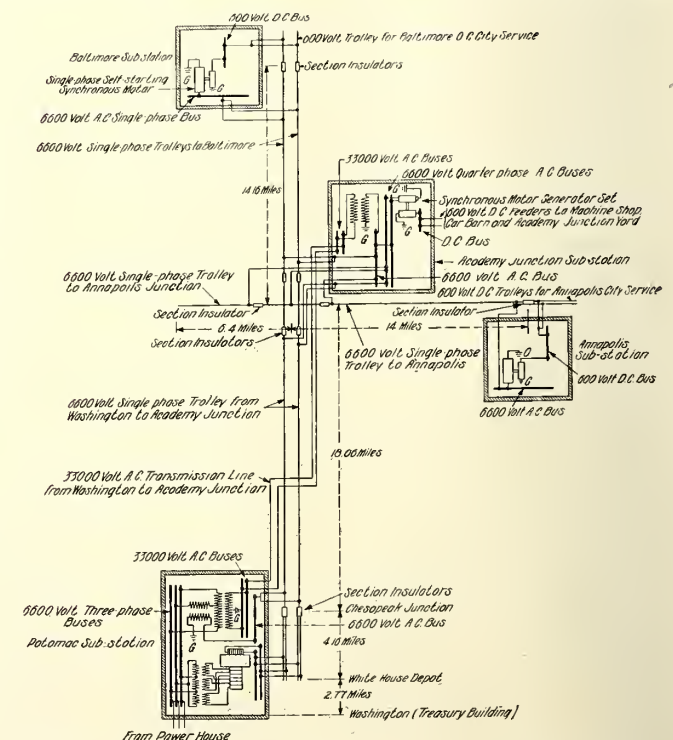 600 Volt D.C Bus
600 Volt Trolley for Baltimore D.C City Service
Baltimore Sub station
Section Insulators
Single-phase Self-starting
Synchronous Motor
G
G
6600 Volt A.C Single-phase Bus
6600 Volt Single-phase Trolleys to Baltimore
33000 Volt A.C Buses
6600 Volt Quarter phase A C Buses
14.16 Miles
G
Synchronous Motor Generator Set
600 Volt D.C feeders to Machine Shop,
Car Barn and Academy Junction Yard
G
G
D.C Bus
Academy Junction Sub station
6600 Volt Single-phase Trolley
to Annapolis Junction
6600 Volt A.C. Bus
600 Volt D.C Trolleys for Annapolis City Service
Section Insulator
Section Insulator
6.4 Miles
14 Miles
Section Insulators
6600 Volt Single-phase
Trolley to Annapolis
Annapolis
Sub-station
G
G
600 Volt D.C. Bus
6600 Volt A.C Bus
6600 Volt Single phase Trolley from
Washington to Academy Junction
18.06 Miles
33000 Volt A.C. Transmission Line
from Washington to Academy Junction
33000 Volt A.C Buses
Section Insulators
6600 Volt Three-phase
Buses
G
Chesapeak Junction
6600 Volt A.C. Bus
G
Potomac Sub-station
4.16 Miles
White House Depot
2.77 Miles
Washington (Treasury Building)
From Power House